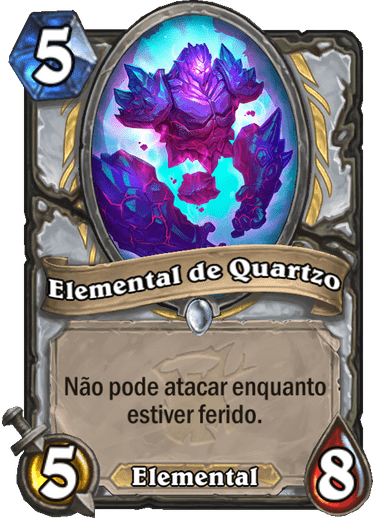 5
Elemental de Quartzo
Não pode atacar enquanto
estiver ferido.
5
Elemental
8